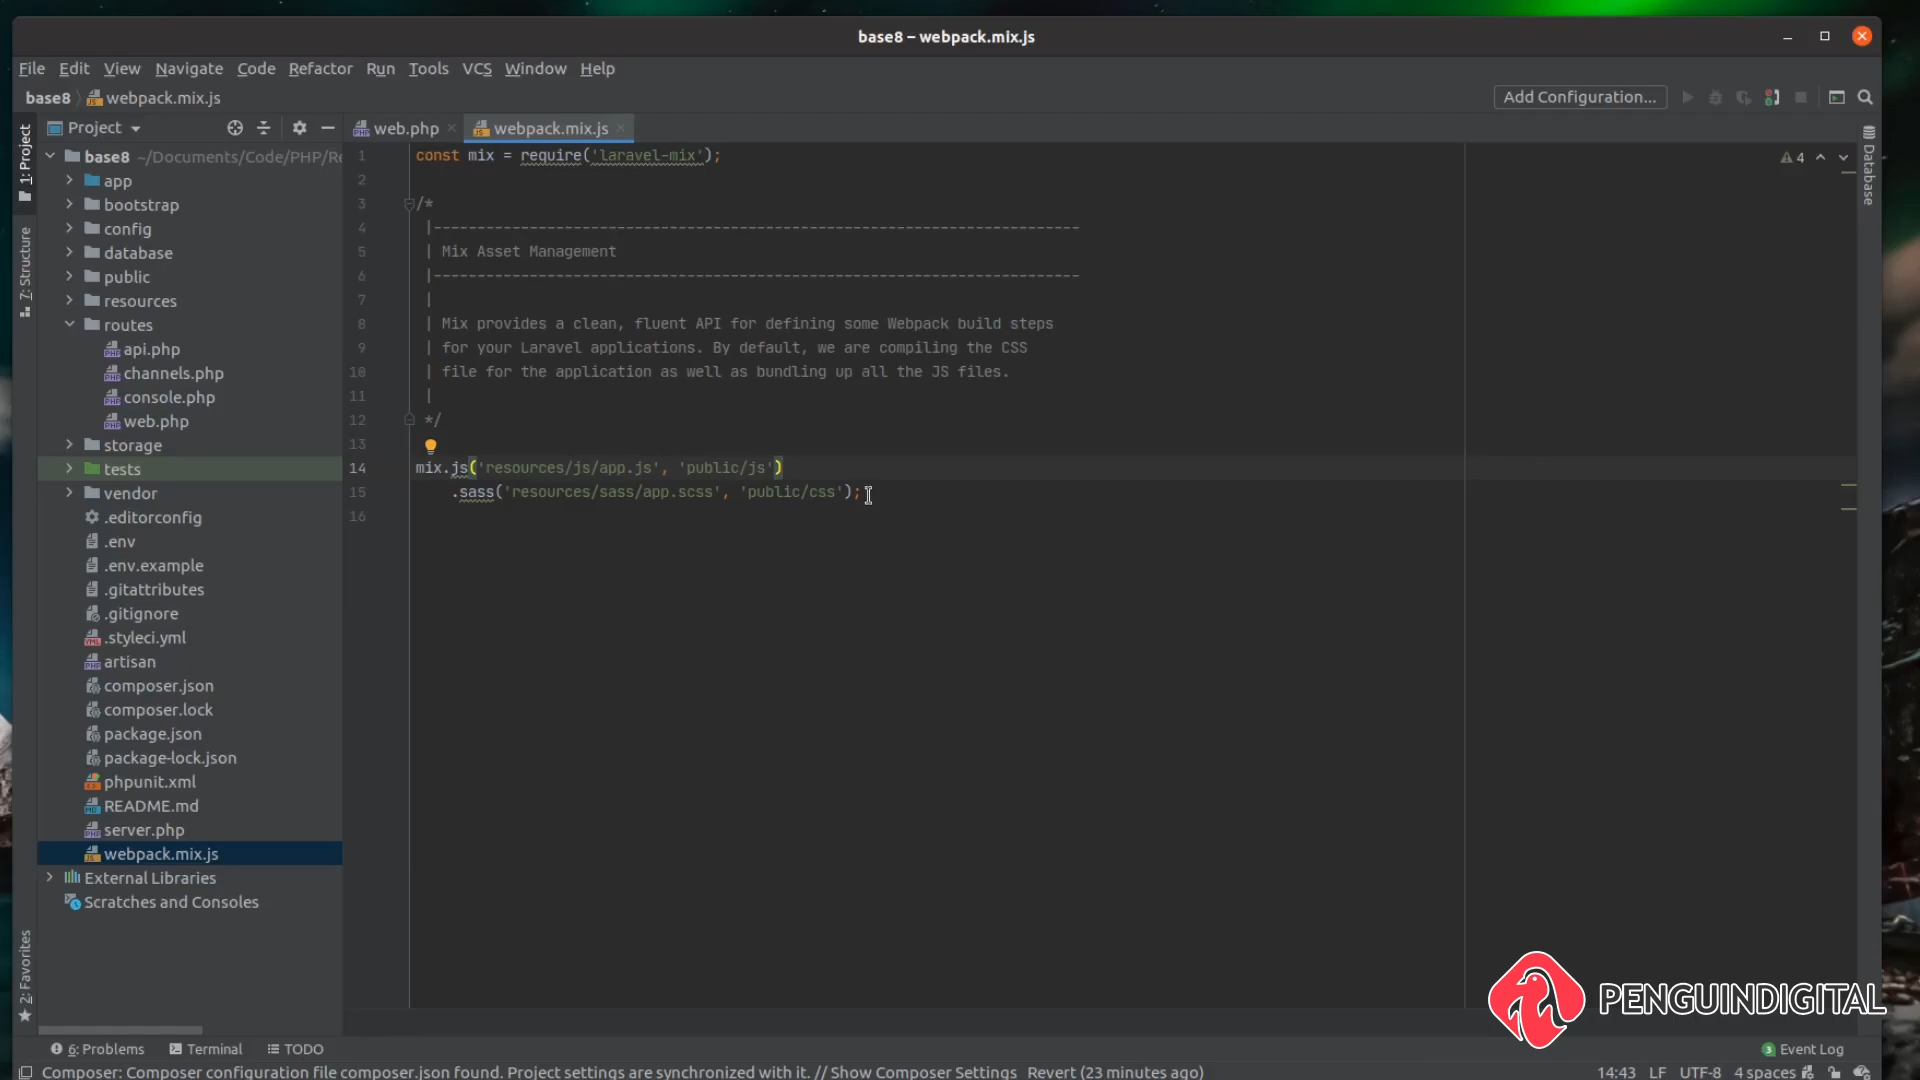 base8 – webpack.mix.js
File Edit View Navigate Code Refactor Run Tools VCS Window Help
base8 webpack.mix.js Add Configuration...
Project web.php webpack.mix.js
1: Project
7: Structure
2: Favorites
base8 ~/Documents/Code/PHP/Re
app
bootstrap
config
database
public
resources
routes
api.php
channels.php
console.php
web.php
storage
tests
vendor
.editorconfig
.env
.env.example
.gitattributes
.gitignore
.styleci.yml
artisan
composer.json
composer.lock
package.json
package-lock.json
phpunit.xml
README.md
server.php
webpack.mix.js
External Libraries
Scratches and Consoles
1 const mix = require('laravel-mix');
2
3 /*
4 |--------------------------------------------------------------------------
5 | Mix Asset Management
6 |--------------------------------------------------------------------------
7 |
8 | Mix provides a clean, fluent API for defining some Webpack build steps
9 | for your Laravel applications. By default, we are compiling the CSS
10 | file for the application as well as bundling up all the JS files.
11 |
12 */
13
14 mix.js('resources/js/app.js', 'public/js')
15 .sass('resources/sass/app.scss', 'public/css');
16
4
Database
PENGUINDIGITAL
6: Problems Terminal TODO 3 Event Log
Composer: Composer configuration file composer.json found. Project settings are synchronized with it. // Show Composer Settings Revert (23 minutes ago) 14:43 LF UTF-8 4 spaces